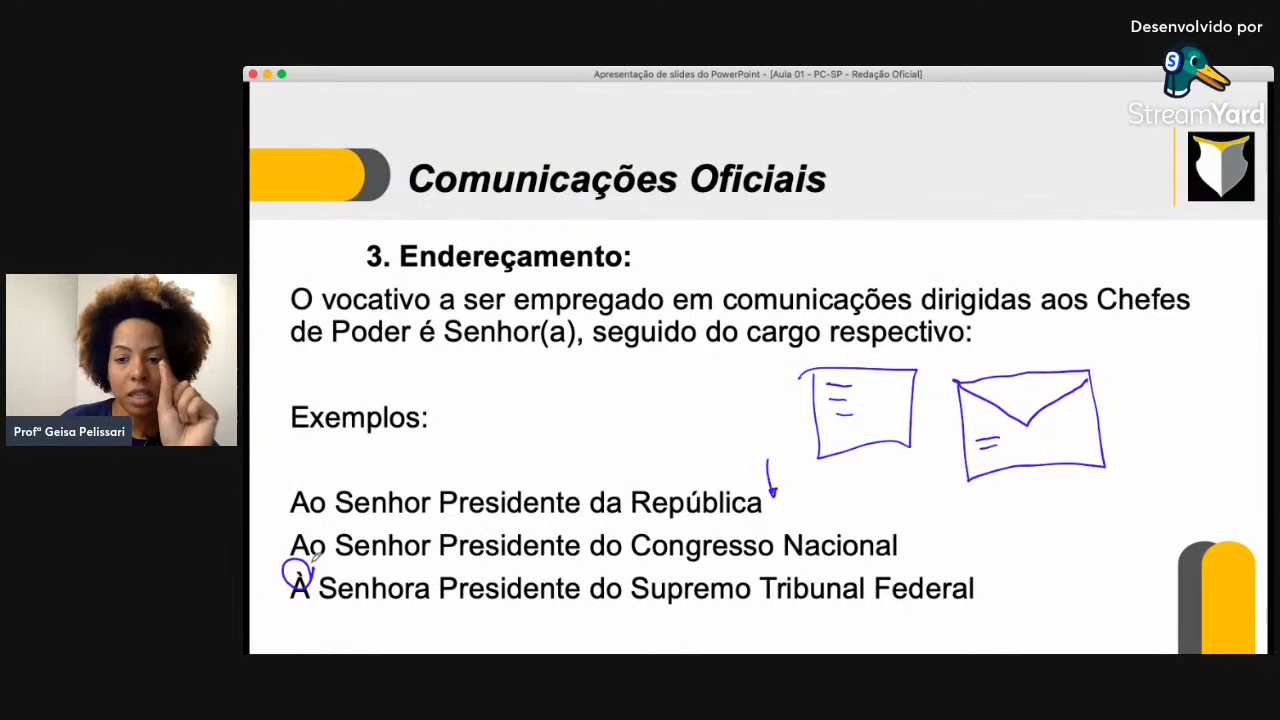 Desenvolvido por
S
StreamYard
Apresentação de slides do PowerPoint - [Aula 01 - PC-SP - Redação Oficial]
Comunicações Oficiais
3. Endereçamento:
O vocativo a ser empregado em comunicações dirigidas aos Chefes
de Poder é Senhor(a), seguido do cargo respectivo:
Exemplos:
Ao Senhor Presidente da República
Ao Senhor Presidente do Congresso Nacional
À Senhora Presidente do Supremo Tribunal Federal
Profª Geisa Pelissari